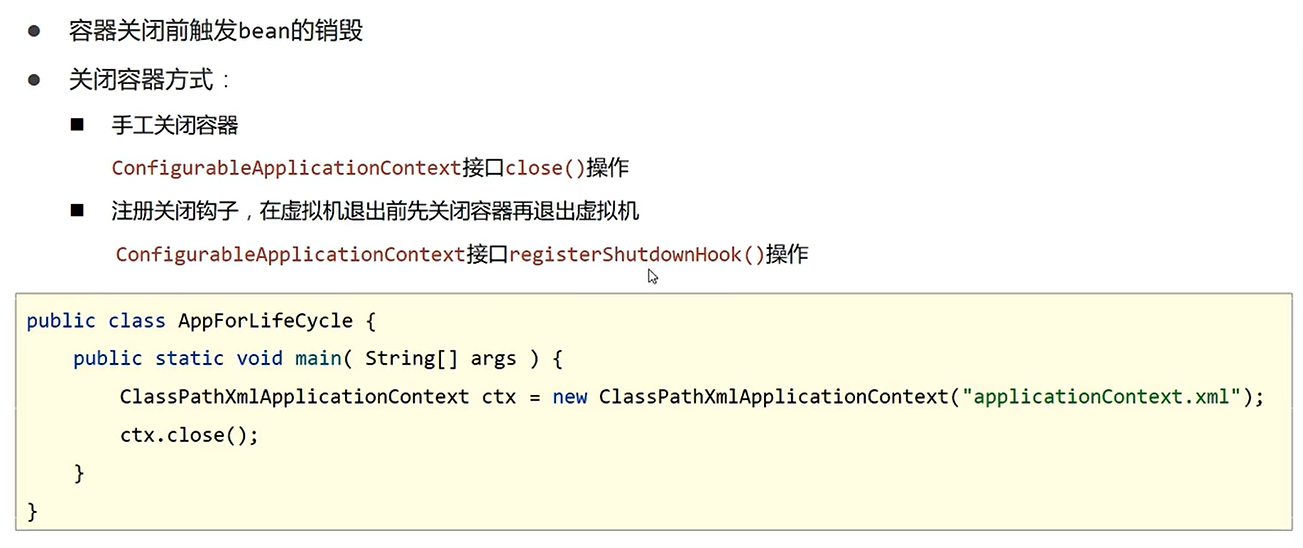 容器关闭前触发bean的销毁
关闭容器方式：
手工关闭容器
ConfigurableApplicationContext接口close()操作
注册关闭钩子，在虚拟机退出前先关闭容器再退出虚拟机
ConfigurableApplicationContext接口registerShutdownHook()操作
public class AppForLifeCycle {
    public static void main( String[] args ) {
        ClassPathXmlApplicationContext ctx = new ClassPathXmlApplicationContext("applicationContext.xml");
        ctx.close();
    }
}